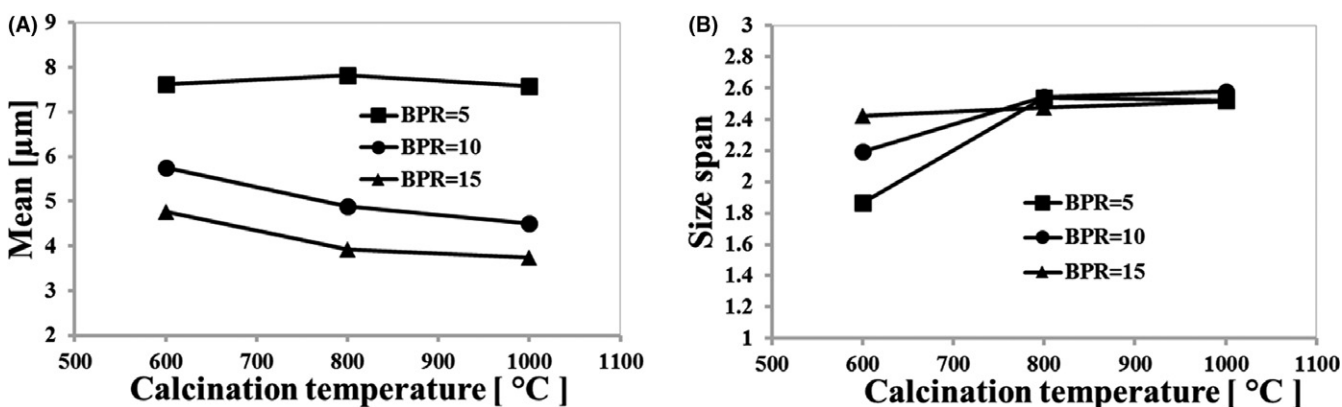 (A)
9
8
7
6
5
4
3
2
Mean [µm]
BPR=5
BPR=10
BPR=15
500 600 700 800 900 1000 1100
Calcination temperature [ °C]
(B)
3
2.8
2.6
2.4
2.2
2
1.8
1.6
1.4
1.2
1
Size span
BPR=5
BPR=10
BPR=15
500 600 700 800 900 1000 1100
Calcination temperature [ °C]